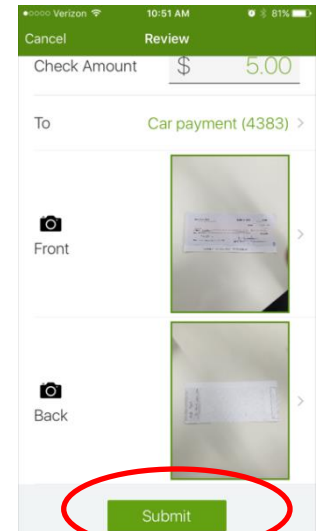 Verizon 10:51 AM 81%
Cancel Review
Check Amount $ 5.00
To Car payment (4383) >
Front
Back
Submit